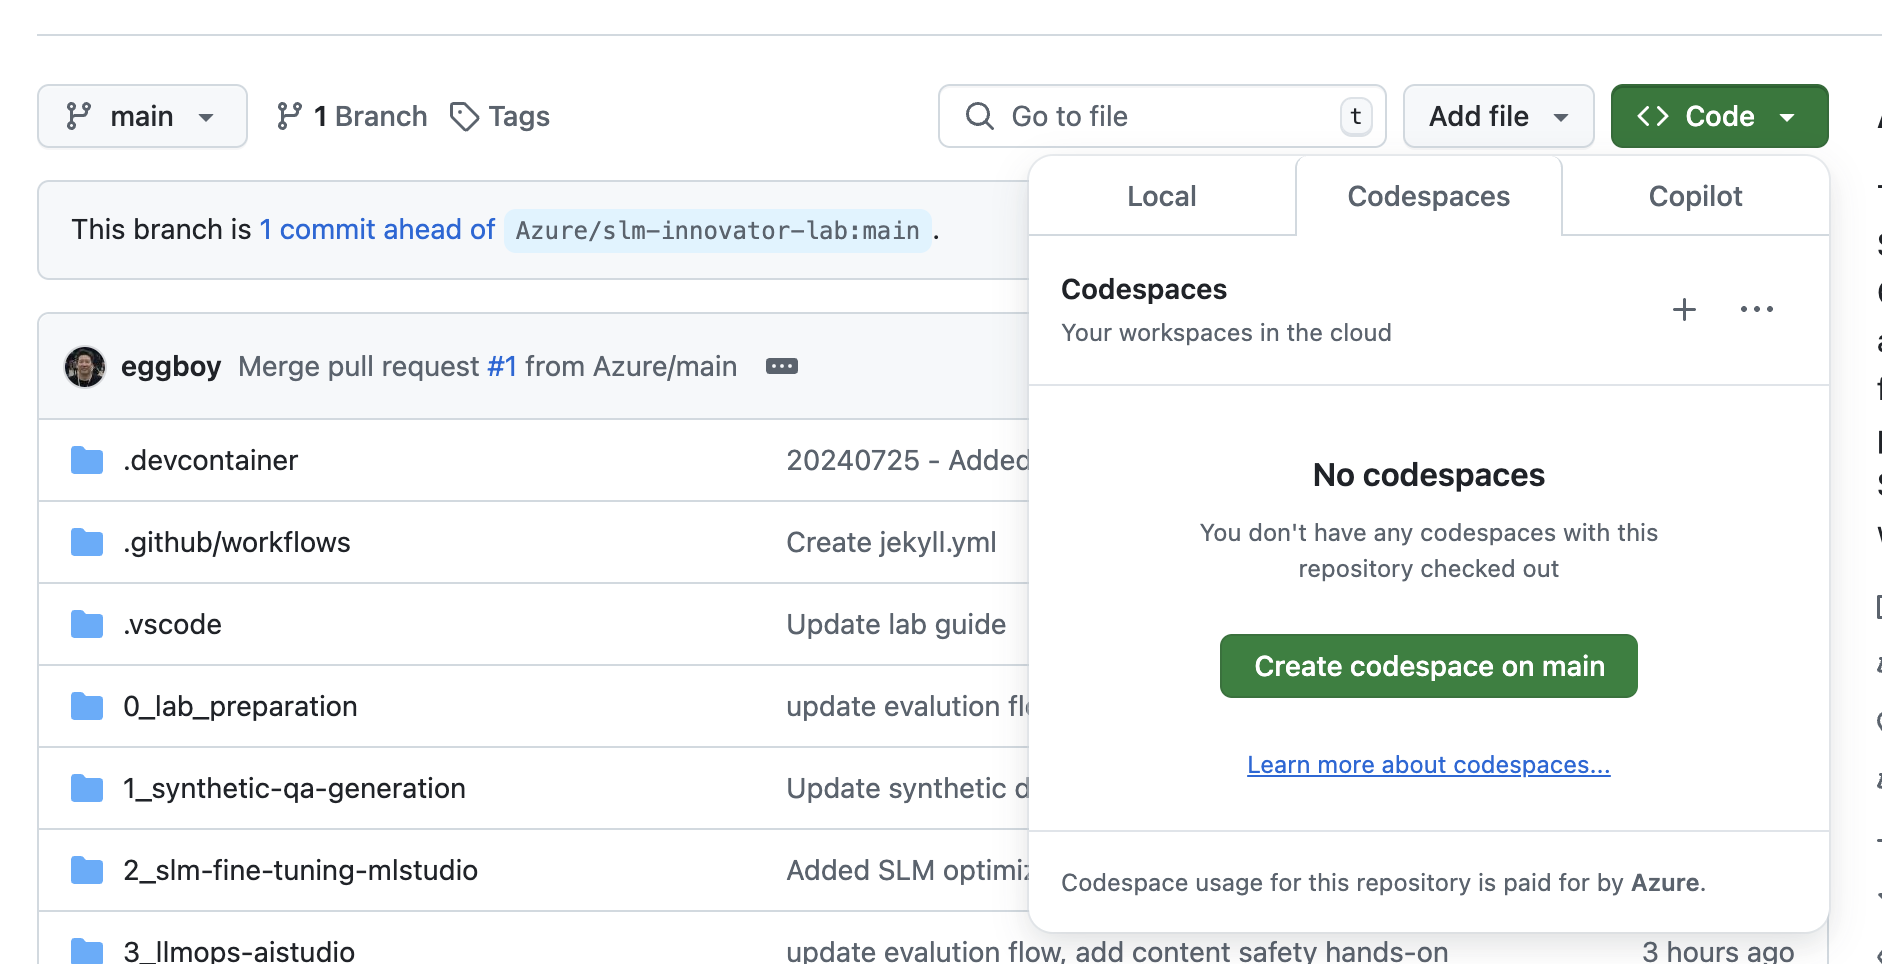 main
1 Branch
Tags
Go to file
t
Add file
Code
This branch is 1 commit ahead of Azure/slm-innovator-lab:main.
Local
Codespaces
Copilot
Codespaces
Your workspaces in the cloud
No codespaces
You don't have any codespaces with this
repository checked out
Create codespace on main
Learn more about codespaces...
Codespace usage for this repository is paid for by Azure.
eggboy Merge pull request #1 from Azure/main
.devcontainer 20240725 - Added
.github/workflows Create jekyll.yml
.vscode Update lab guide
0_lab_preparation update evalution
1_synthetic-qa-generation Update synthetic
2_slm-fine-tuning-mlstudio Added SLM
3_llmops-aistudio update evalution flow, add content safety hands-on 3 hours ago